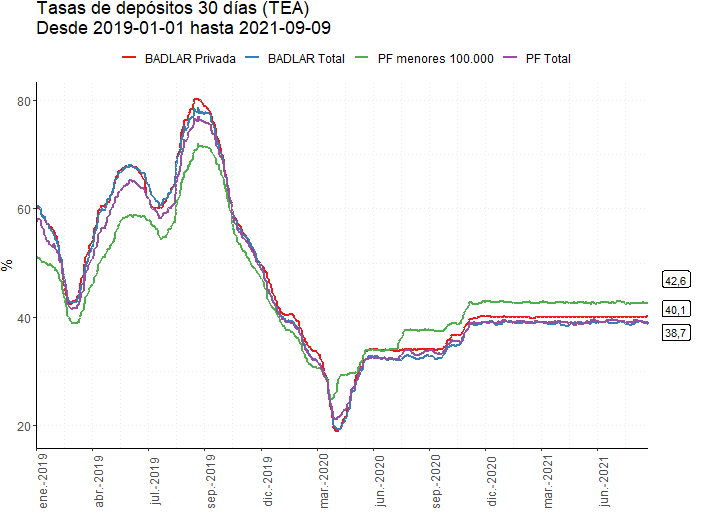 Tasas de depósitos 30 días (TEA)
Desde 2019-01-01 hasta 2021-09-09
BADLAR Privada BADLAR Total PF menores 100.000 PF Total
%
80
60
40
20
42,6
40,1
38,7
ene.-2019
abr.-2019
jul.-2019
sep.-2019
dic.-2019
mar.-2020
jun.-2020
sep.-2020
dic.-2020
mar.-2021
jun.-2021